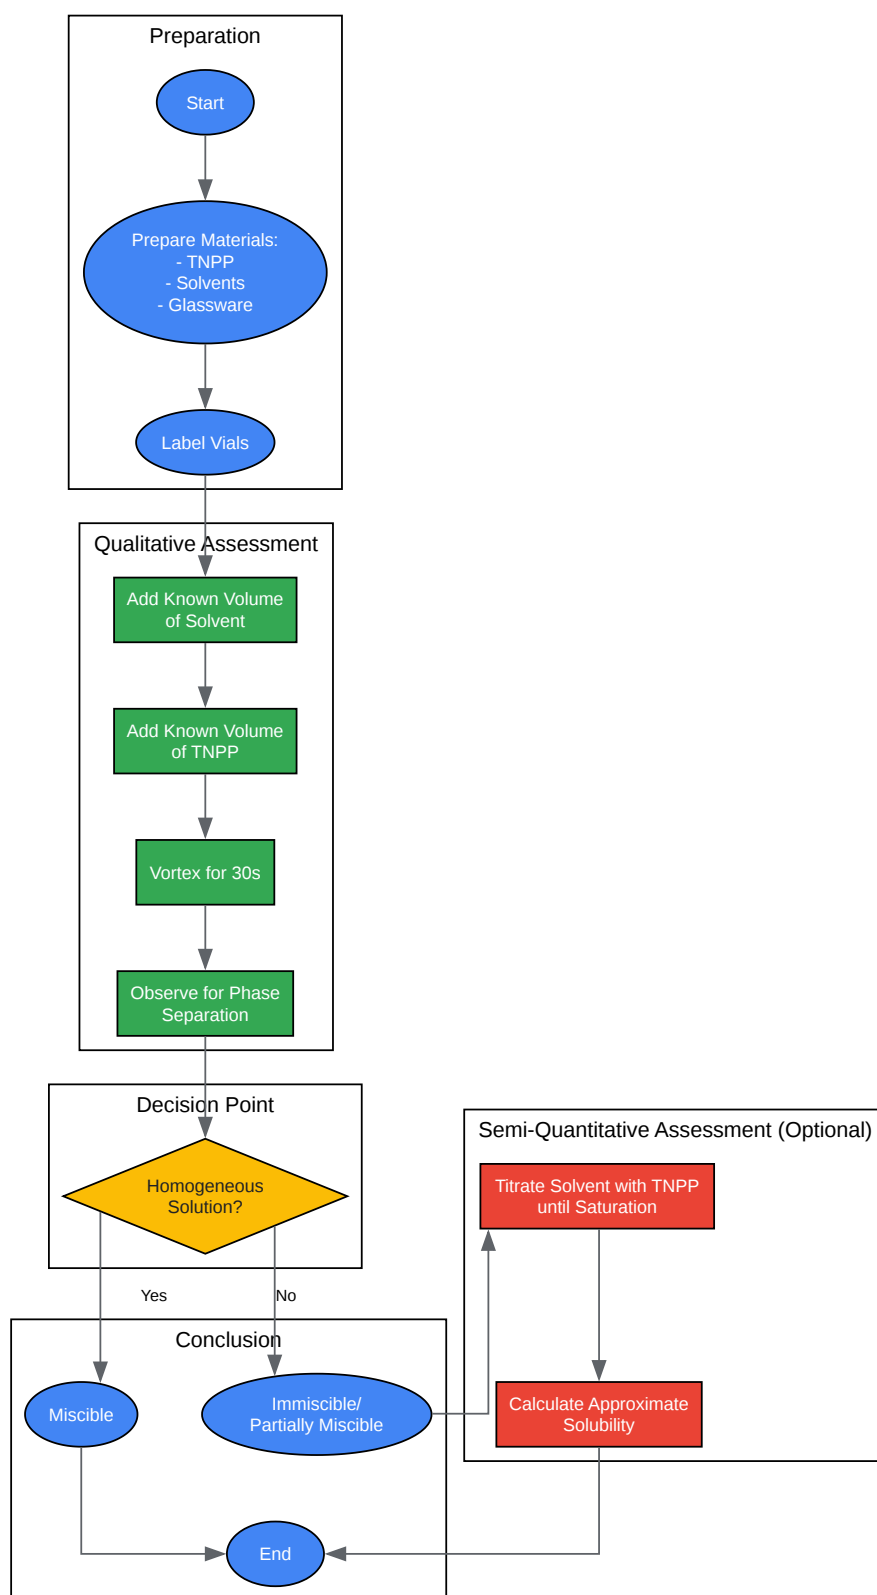 Preparation
Start
Prepare Materials:
- TNPP
- Solvents
- Glassware
Label Vials
Qualitative Assessment
Add Known Volume
of Solvent
Add Known Volume
of TNPP
Vortex for 30s
Observe for Phase
Separation
Decision Point
Homogeneous
Solution?
Yes
No
Semi-Quantitative Assessment (Optional)
Titrate Solvent with TNPP
until Saturation
Calculate Approximate
Solubility
Conclusion
Miscible
Immiscible/
Partially Miscible
End